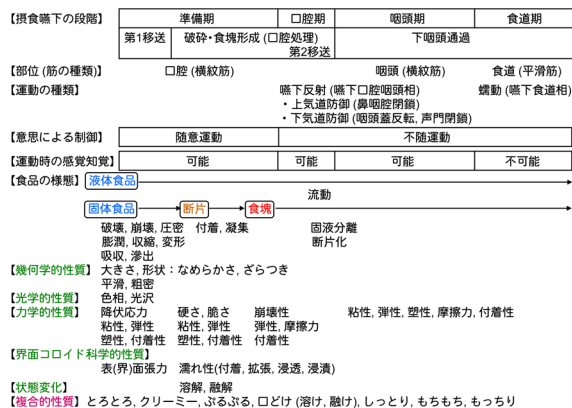 【摂食嚥下の段階】 準備期 口腔期 咽頭期 食道期
第1移送 破砕・食塊形成 (口腔処理) 下咽頭通過
第2移送
【部位 (筋の種類)】 口腔 (横紋筋) 咽頭 (横紋筋) 食道 (平滑筋)
【運動の種類】 嚥下反射 (嚥下口腔咽頭相) 蠕動 (嚥下食道相)
・上気道防御 (鼻咽腔閉鎖)
・下気道防御 (咽頭蓋反転, 声門閉鎖)
【意思による制御】 随意運動 不随運動
【運動時の感覚知覚】 可能 可能 可能 不可能
【食品の様態】 液体食品
流動
固体食品 断片 食塊
破壊, 崩壊, 圧密 付着, 凝集 固液分離
膨潤, 収縮, 変形 断片化
吸収, 滲出
【幾何学的性質】 大きさ, 形状：なめらかさ, ざらつき
平滑, 粗密
【光学的性質】 色相, 光沢
【力学的性質】 降伏応力 硬さ, 脆さ 崩壊性 粘性, 弾性, 塑性, 摩擦力, 付着性
粘性, 弾性 粘性, 弾性 弾性, 摩擦力
塑性, 付着性 塑性, 付着性 付着性
【界面コロイド科学的性質】
表(界)面張力 濡れ性(付着, 拡張, 浸透, 浸漬)
【状態変化】 溶解, 融解
【複合的性質】 とろとろ, クリーミー, ぷるぷる, 口どけ (溶け, 融け), しっとり, もちもち, もっちり